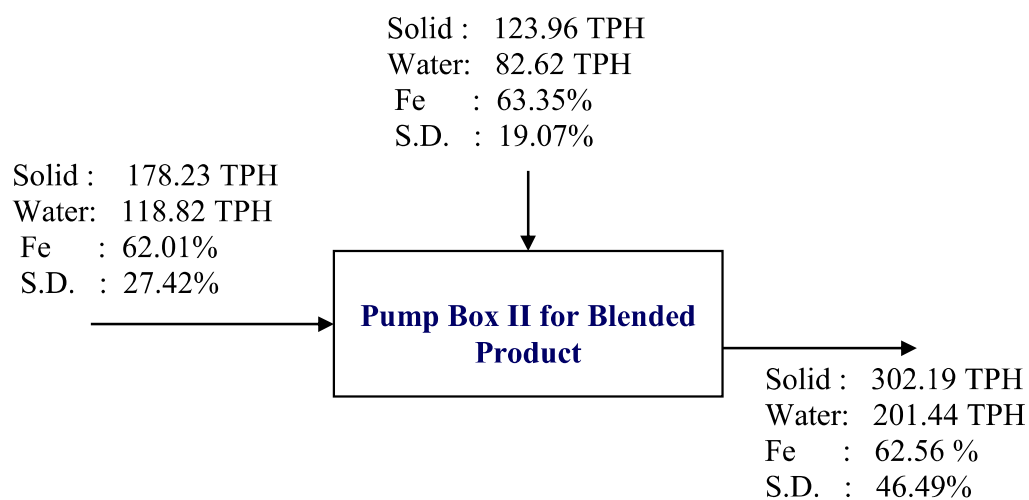 Solid : 123.96 TPH
Water: 82.62 TPH
Fe : 63.35%
S.D. : 19.07%
Solid : 178.23 TPH
Water: 118.82 TPH
Fe : 62.01%
S.D. : 27.42%
Pump Box II for Blended
Product
Solid : 302.19 TPH
Water: 201.44 TPH
Fe : 62.56 %
S.D. : 46.49%